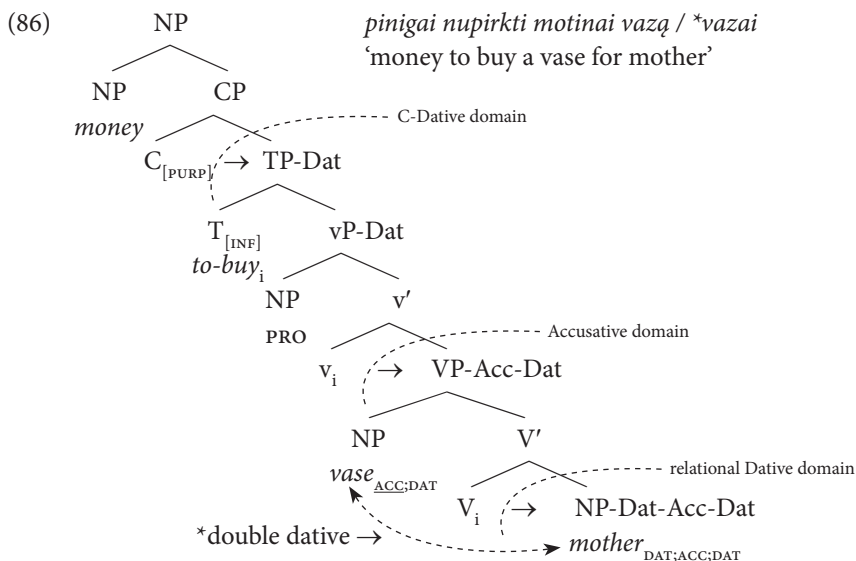 (86) NP pinigai nupirkti motinai vazą / *vazai
'money to buy a vase for mother'
NP CP
money C-Dative domain
C[PURP] → TP-Dat
T[INF] vP-Dat
to-buyi
NP v′
PRO Accusative domain
vi → VP-Acc-Dat
NP V′
vaseACC;DAT relational Dative domain
Vi → NP-Dat-Acc-Dat
*double dative → motherDAT;ACC;DAT